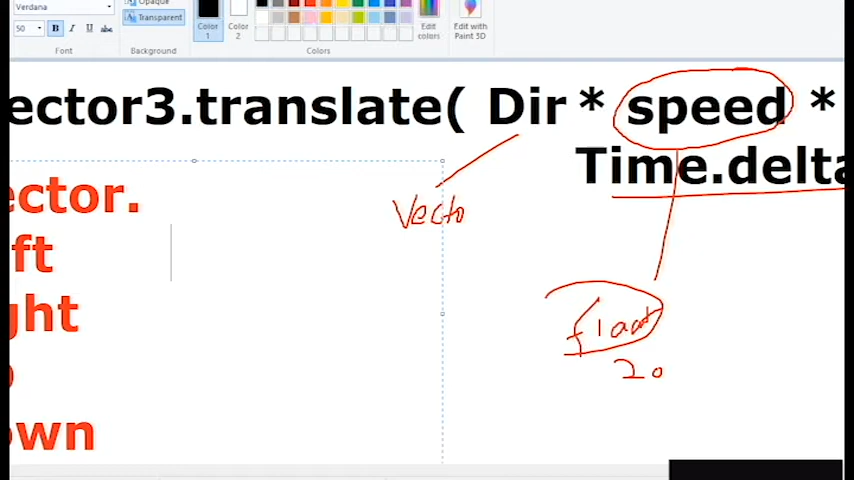 Verdana
Opaque
50 B I U abc
Transparent
Color 1
Color 2
Edit colors
Edit with Paint 3D
Font
Background
Colors
ector3.translate( Dir * speed *
Time.delta
Vecto
ector.
ft
ght
own
float
20